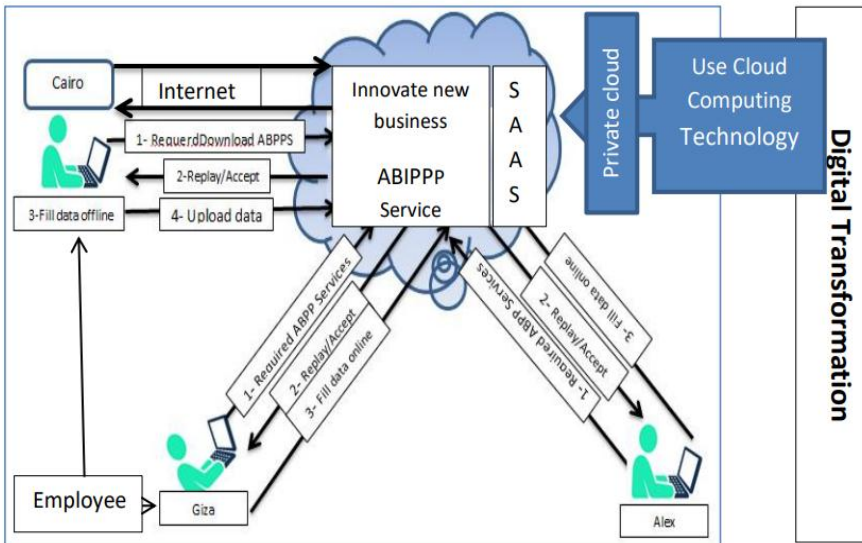 Cairo
Internet
1- RequerdDownload ABPPS
2-Replay/Accept
3-Fill data offline
4- Upload data
Innovate new
business
ABIPPP
Service
S
A
A
S
Private cloud
Use Cloud
Computing
Technology
Digital Transformation
1- Required ABPP Services
2- Replay/Accept
3- Fill data online
1- Required ABPP Services
2- Replay/Accept
3- Fill data online
Employee
Giza
Alex